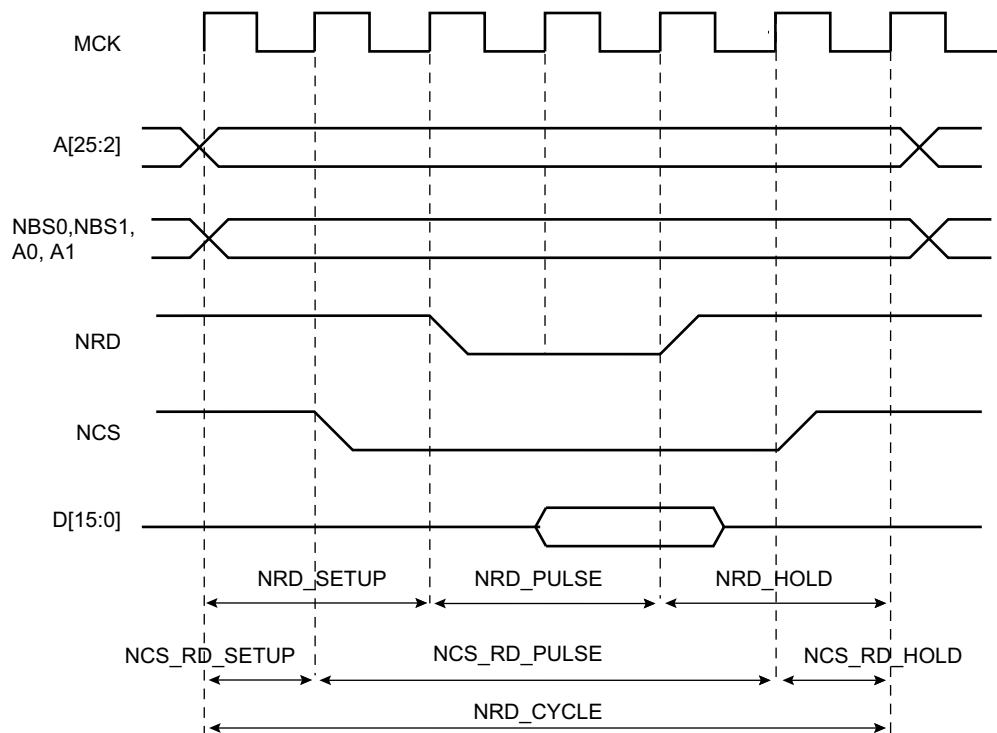 MCK
A[25:2]
NBS0,NBS1,
A0, A1
NRD
NCS
D[15:0]
NRD_SETUP NRD_PULSE NRD_HOLD
NCS_RD_SETUP NCS_RD_PULSE NCS_RD_HOLD
NRD_CYCLE